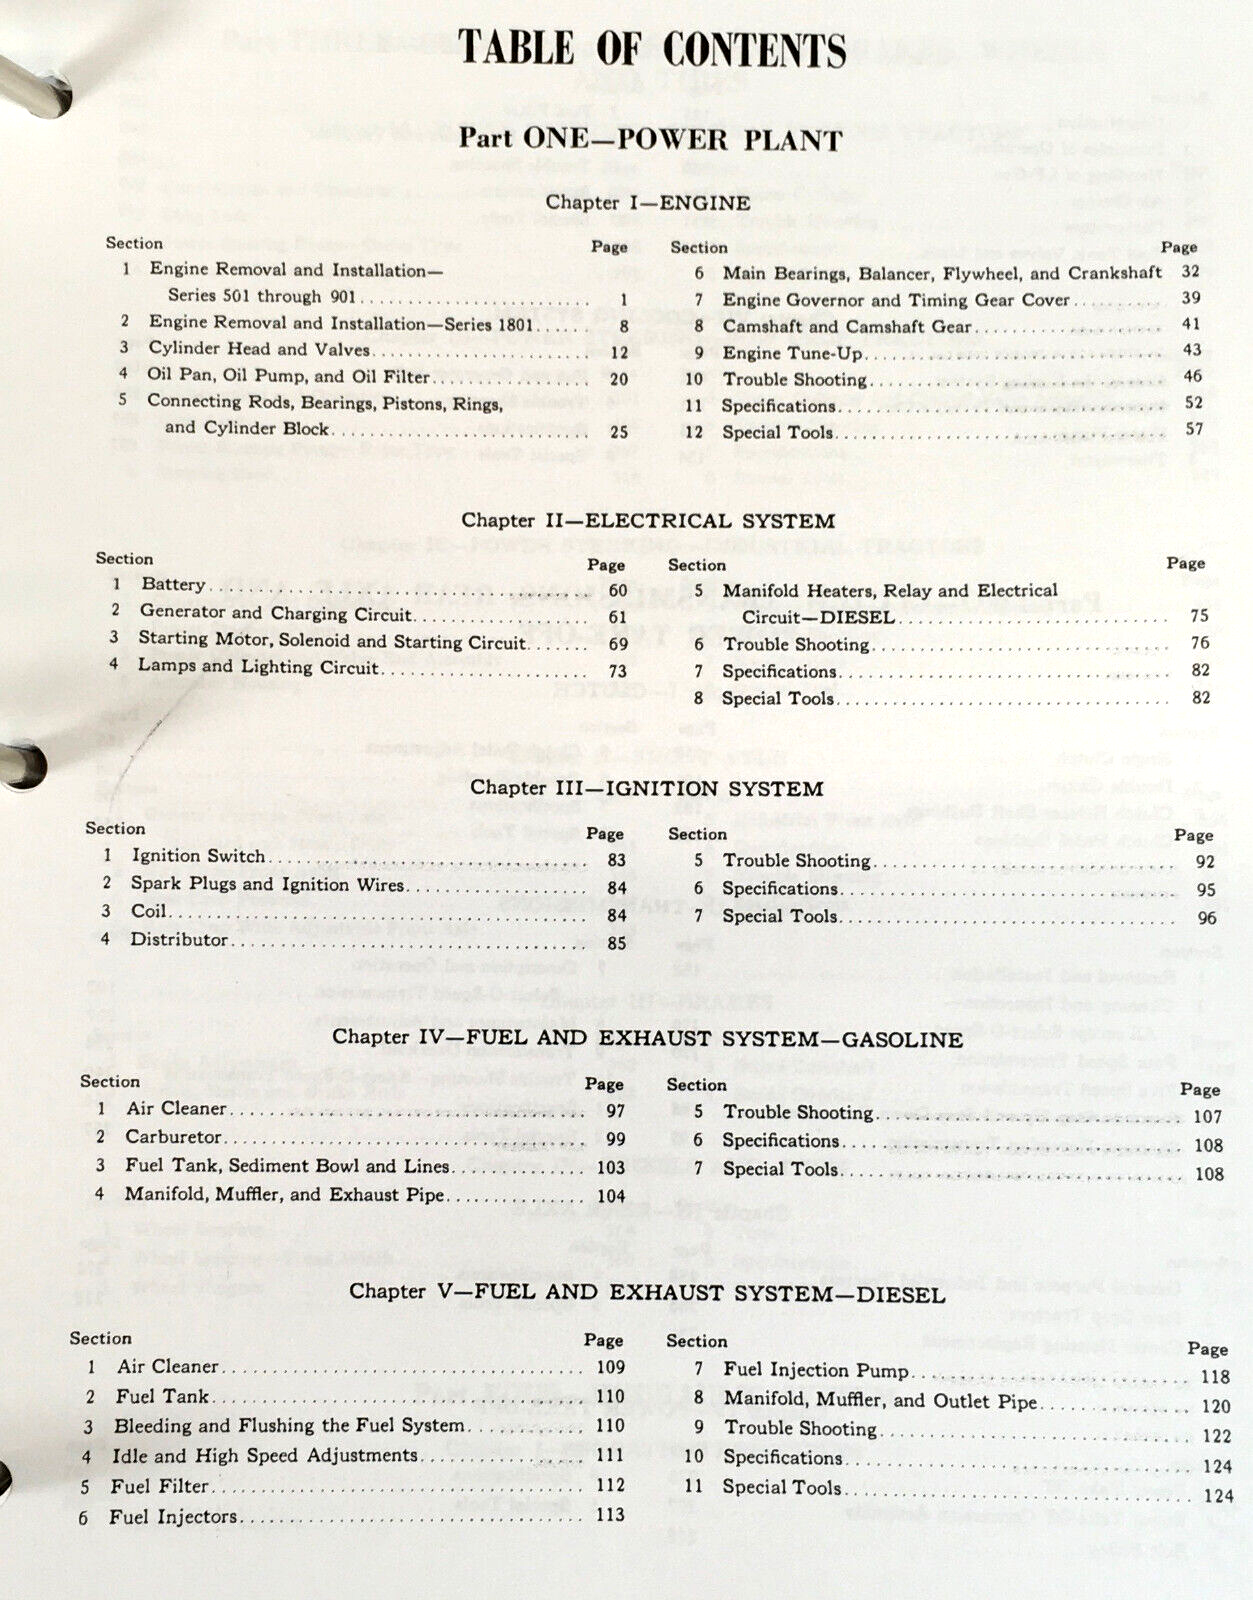 TABLE OF CONTENTS
Part ONE—POWER PLANT
Chapter I—ENGINE
Section Page
1 Engine Removal and Installation—
Series 501 through 901 1
2 Engine Removal and Installation—Series 1801 8
3 Cylinder Head and Valves 12
4 Oil Pan, Oil Pump, and Oil Filter 20
5 Connecting Rods, Bearings, Pistons, Rings,
and Cylinder Block 25
Section Page
6 Main Bearings, Balancer, Flywheel, and Crankshaft 32
7 Engine Governor and Timing Gear Cover 39
8 Camshaft and Camshaft Gear 41
9 Engine Tune-Up 43
10 Trouble Shooting 46
11 Specifications 52
12 Special Tools 57
Chapter II—ELECTRICAL SYSTEM
Section Page
1 Battery 60
2 Generator and Charging Circuit 61
3 Starting Motor, Solenoid and Starting Circuit 69
4 Lamps and Lighting Circuit 73
Section Page
5 Manifold Heaters, Relay and Electrical
Circuit—DIESEL 75
6 Trouble Shooting 76
7 Specifications 82
8 Special Tools 82
Chapter III—IGNITION SYSTEM
Section Page
1 Ignition Switch 83
2 Spark Plugs and Ignition Wires 84
3 Coil 84
4 Distributor 85
Section Page
5 Trouble Shooting 92
6 Specifications 95
7 Special Tools 96
Chapter IV—FUEL AND EXHAUST SYSTEM—GASOLINE
Section Page
1 Air Cleaner 97
2 Carburetor 99
3 Fuel Tank, Sediment Bowl and Lines 103
4 Manifold, Muffler, and Exhaust Pipe 104
Section Page
5 Trouble Shooting 107
6 Specifications 108
7 Special Tools 108
Chapter V—FUEL AND EXHAUST SYSTEM—DIESEL
Section Page
1 Air Cleaner 109
2 Fuel Tank 110
3 Bleeding and Flushing the Fuel System 110
4 Idle and High Speed Adjustments 111
5 Fuel Filter 112
6 Fuel Injectors 113
Section Page
7 Fuel Injection Pump 118
8 Manifold, Muffler, and Outlet Pipe 120
9 Trouble Shooting 122
10 Specifications 124
11 Special Tools 124